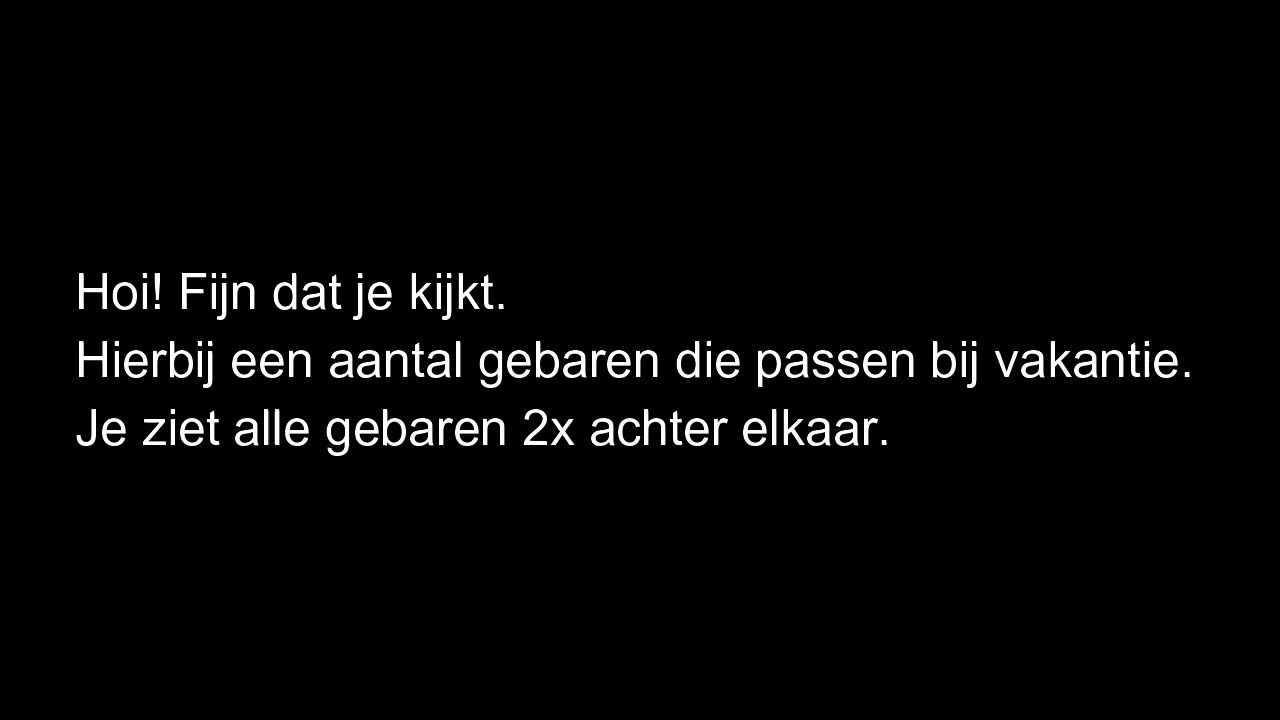 Hoi! Fijn dat je kijkt.
Hierbij een aantal gebaren die passen bij vakantie.
Je ziet alle gebaren 2x achter elkaar.